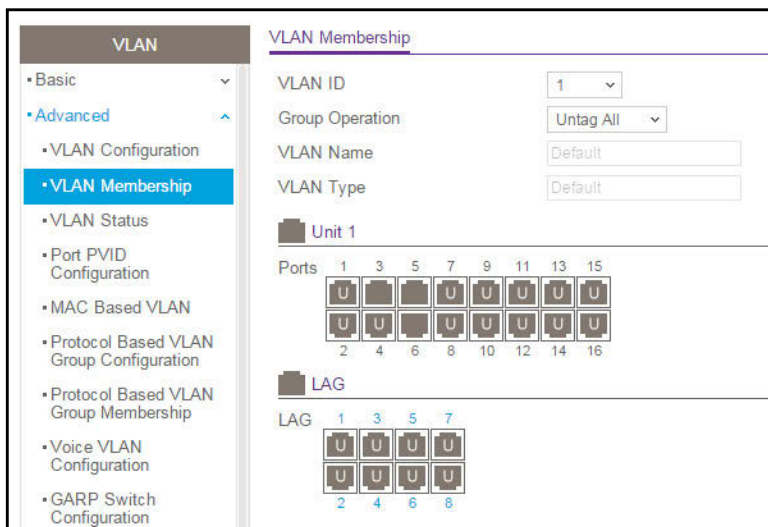 VLAN
Basic
Advanced
VLAN Configuration
VLAN Membership
VLAN Status
Port PVID
Configuration
MAC Based VLAN
Protocol Based VLAN
Group Configuration
Protocol Based VLAN
Group Membership
Voice VLAN
Configuration
GARP Switch
Configuration
VLAN Membership
VLAN ID 1
Group Operation Untag All
VLAN Name Default
VLAN Type Default
Unit 1
Ports 1 3 5 7 9 11 13 15
U U U U U U
U U U U U U U
2 4 6 8 10 12 14 16
LAG
LAG 1 3 5 7
U U U U
U U U U
2 4 6 8